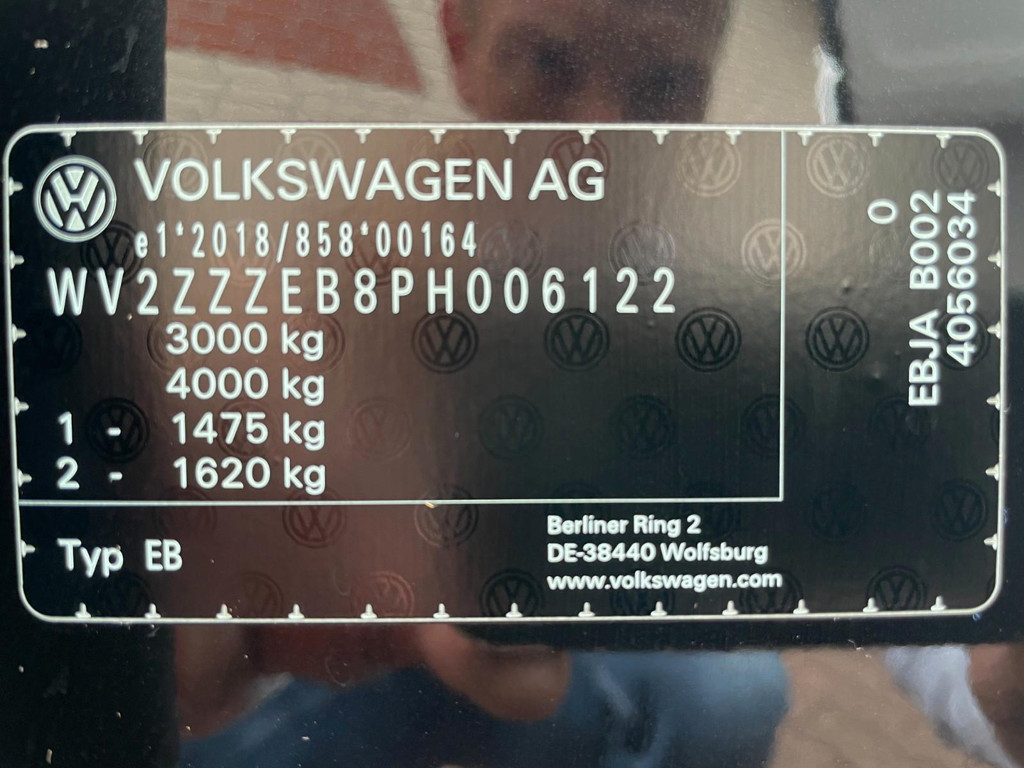 VOLKSWAGEN AG
e1*2018/858*00164
WV2ZZZEB8PH006122
3000 kg
4000 kg
1 - 1475 kg
2 - 1620 kg
Typ EB
Berliner Ring 2
DE-38440 Wolfsburg
www.volkswagen.com
0
EBJA B002
4056034